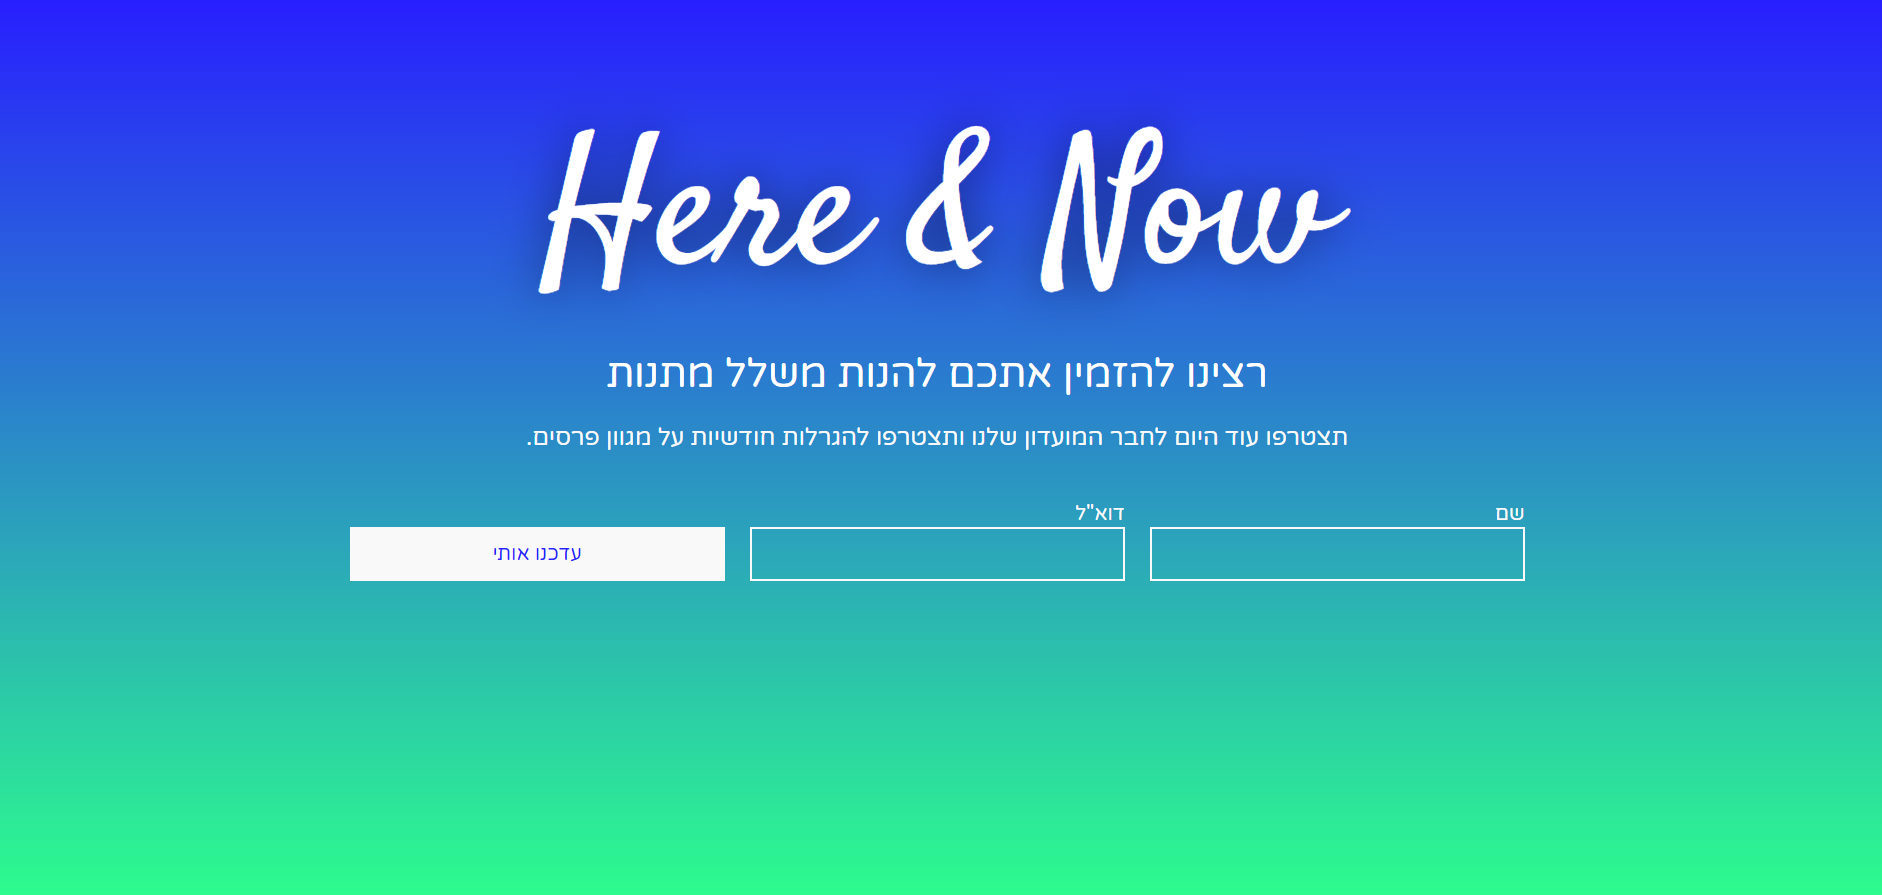 Here & Now
רצינו להזמין אתכם להנות משלל מתנות
תצטרפו עוד היום לחבר המועדון שלנו ותצטרפו להגרלות חודשיות על מגוון פרסים.
שם
דוא"ל
עדכנו אותי